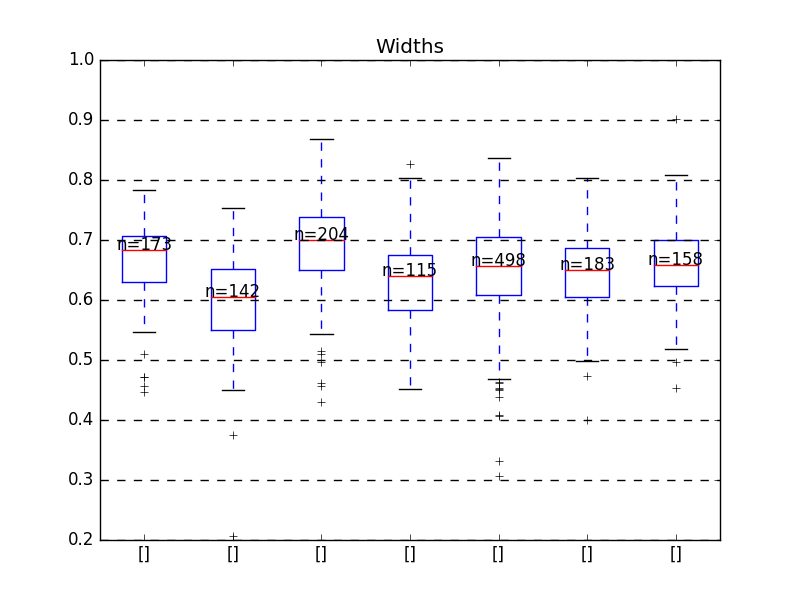 Widths
1.0
0.9
0.8
0.7
0.6
0.5
0.4
0.3
0.2
n=173
n=142
n=204
n=115
n=498
n=183
n=158
[] [] [] [] [] [] []